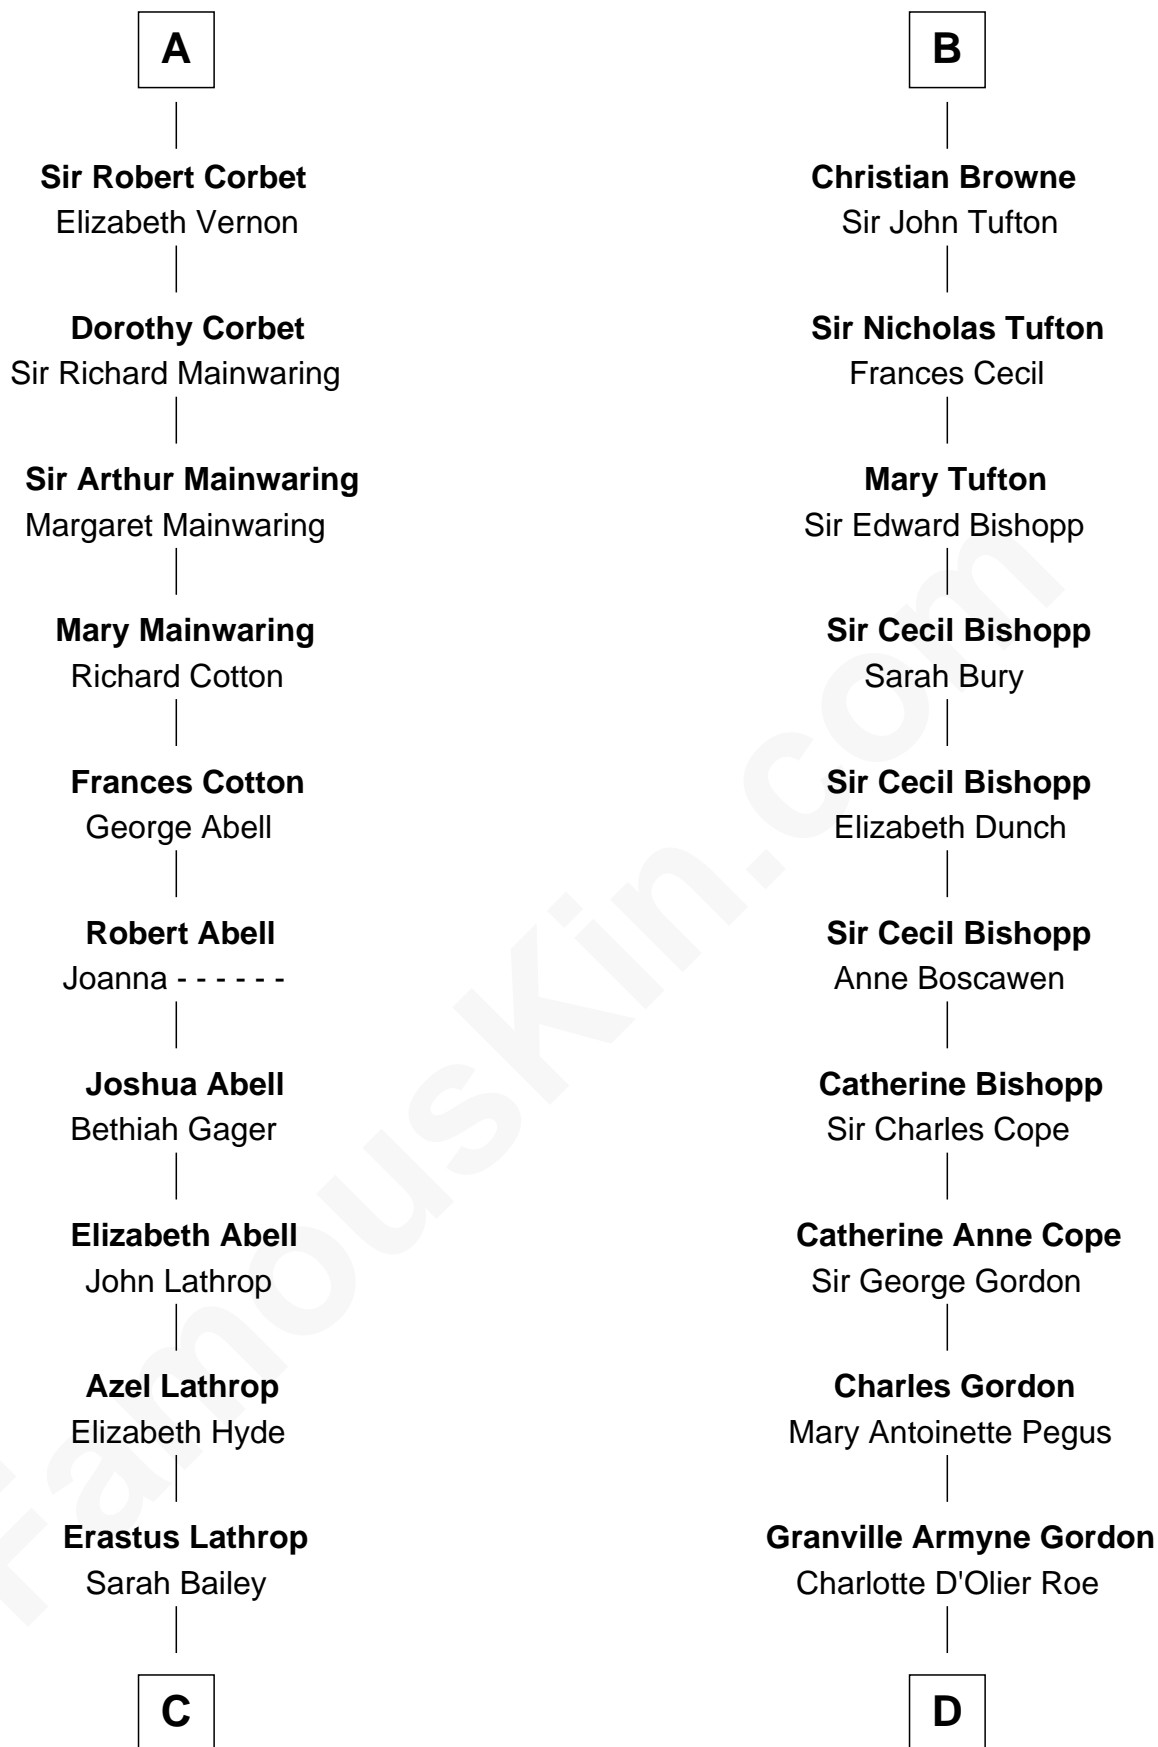 A
Sir Robert Corbet
Elizabeth Vernon
Dorothy Corbet
Sir Richard Mainwaring
Sir Arthur Mainwaring
Margaret Mainwaring
Mary Mainwaring
Richard Cotton
Frances Cotton
George Abell
Robert Abell
Joanna - - - - - -
Joshua Abell
Bethiah Gager
Elizabeth Abell
John Lathrop
Azel Lathrop
Elizabeth Hyde
Erastus Lathrop
Sarah Bailey
C
B
Christian Browne
Sir John Tufton
Sir Nicholas Tufton
Frances Cecil
Mary Tufton
Sir Edward Bishopp
Sir Cecil Bishopp
Sarah Bury
Sir Cecil Bishopp
Elizabeth Dunch
Sir Cecil Bishopp
Anne Boscawen
Catherine Bishopp
Sir Charles Cope
Catherine Anne Cope
Sir George Gordon
Charles Gordon
Mary Antoinette Pegus
Granville Armyne Gordon
Charlotte D'Olier Roe
D
FamousKin.com